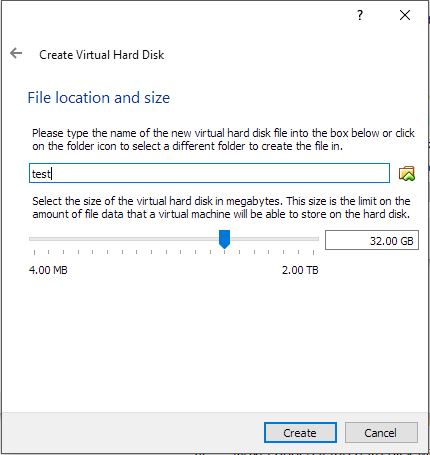 ?
Create Virtual Hard Disk
File location and size
Please type the name of the new virtual hard disk file into the box below or click
on the folder icon to select a different folder to create the file in.
test
Select the size of the virtual hard disk in megabytes. This size is the limit on the
amount of file data that a virtual machine will be able to store on the hard disk.
32.00 GB
4.00 MB 2.00 TB
Create Cancel